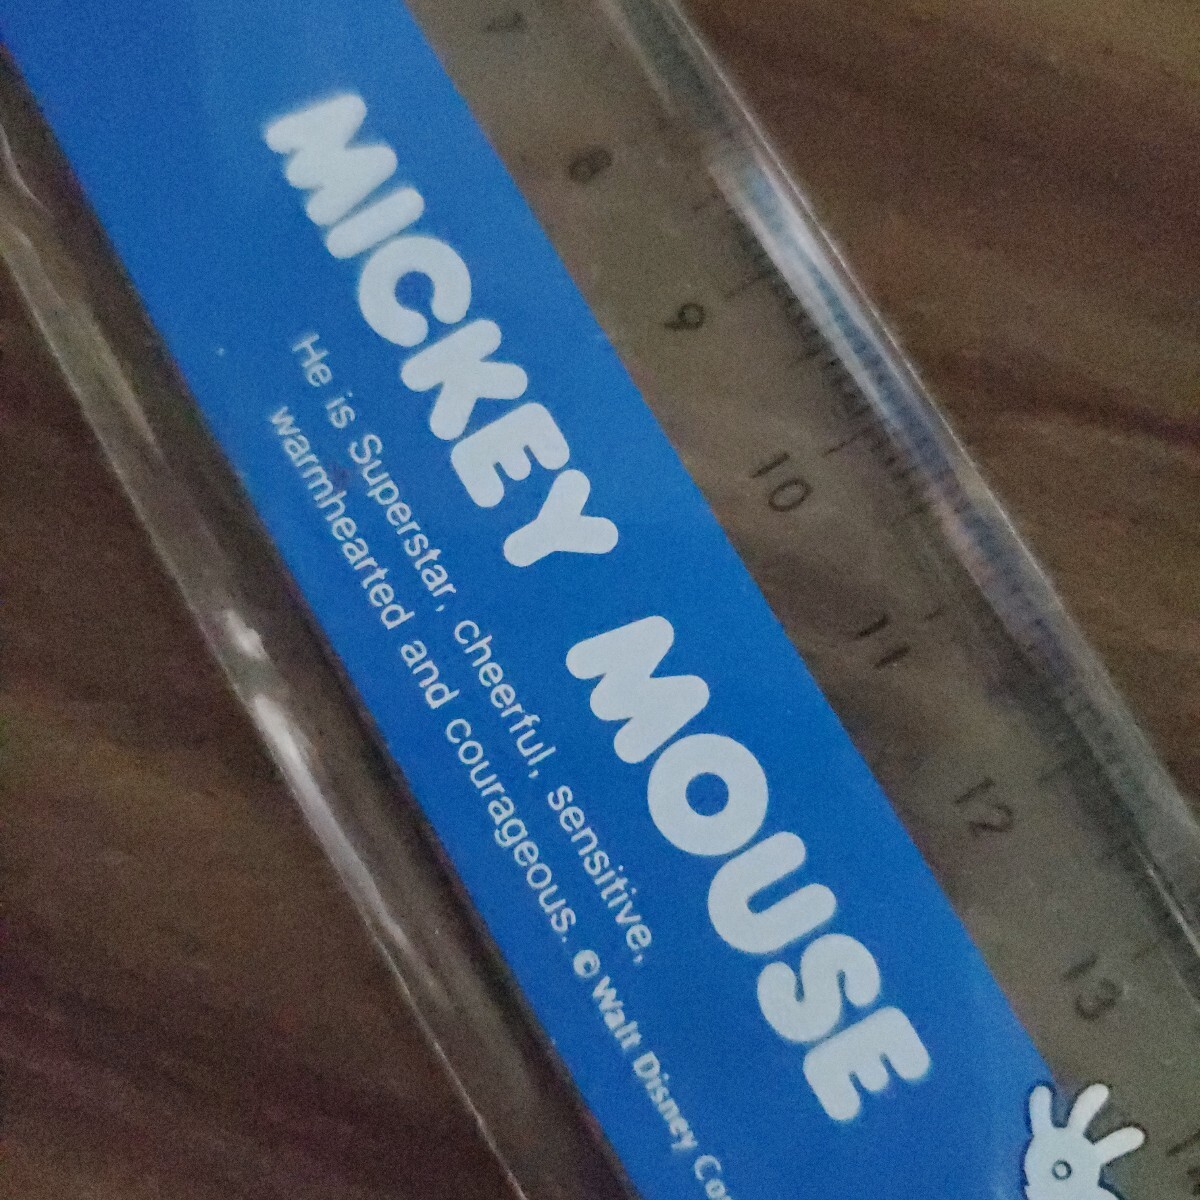 7 8 9 10 11 12 13
MICKEY MOUSE
He is Superstar, cheerful, sensitive,
warmhearted and courageous. © Walt Disney